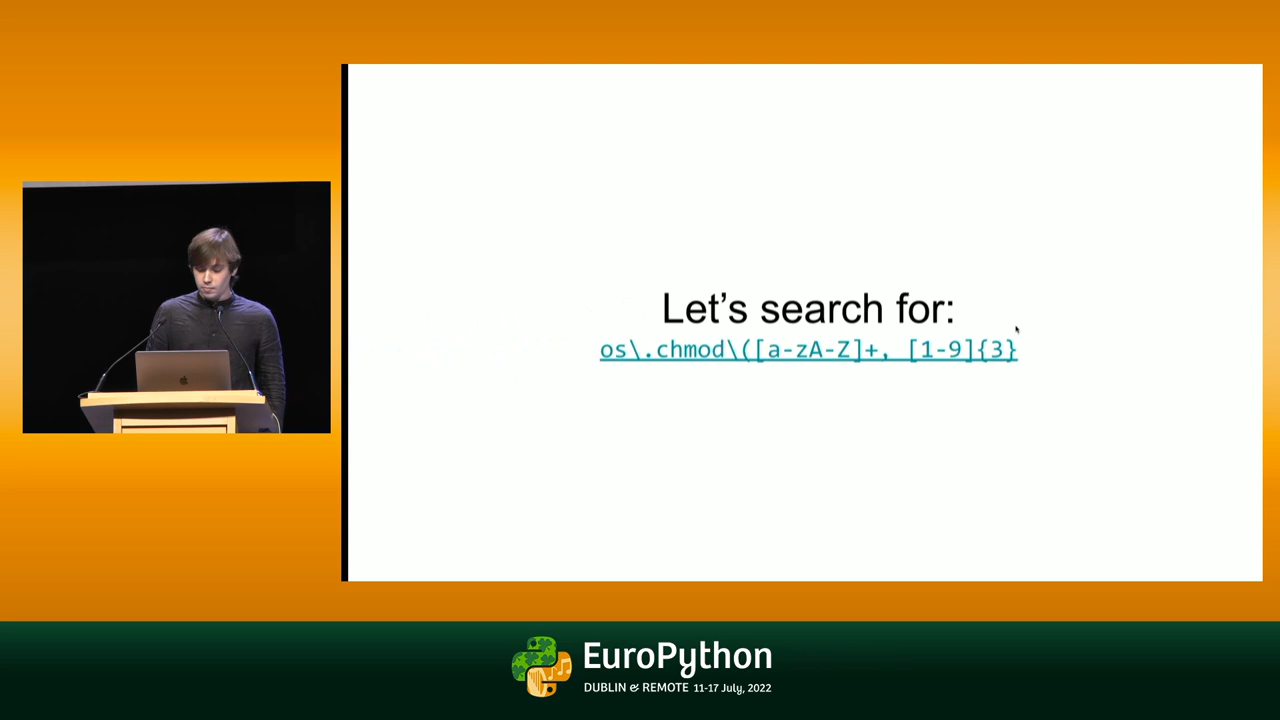 Let's search for:
os\.chmod\([a-zA-Z]+, [1-9]{3}
EuroPython
DUBLIN & REMOTE 11-17 July, 2022